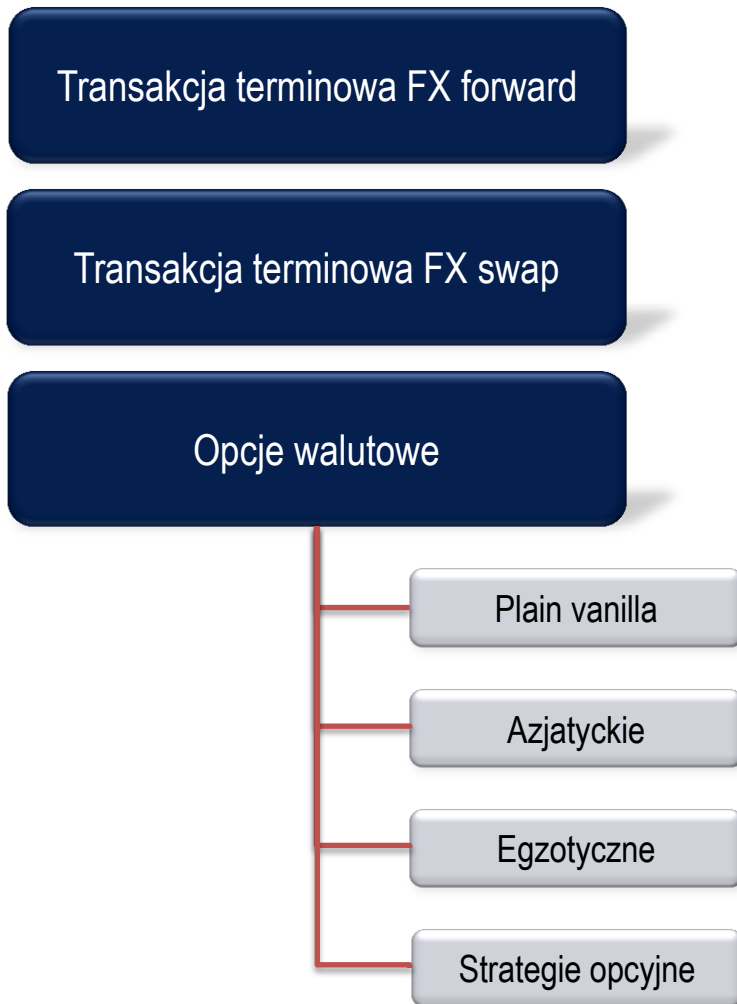 Transakcja terminowa FX forward
Transakcja terminowa FX swap
Opcje walutowe
Plain vanilla
Azjatyckie
Egzotyczne
Strategie opcyjne